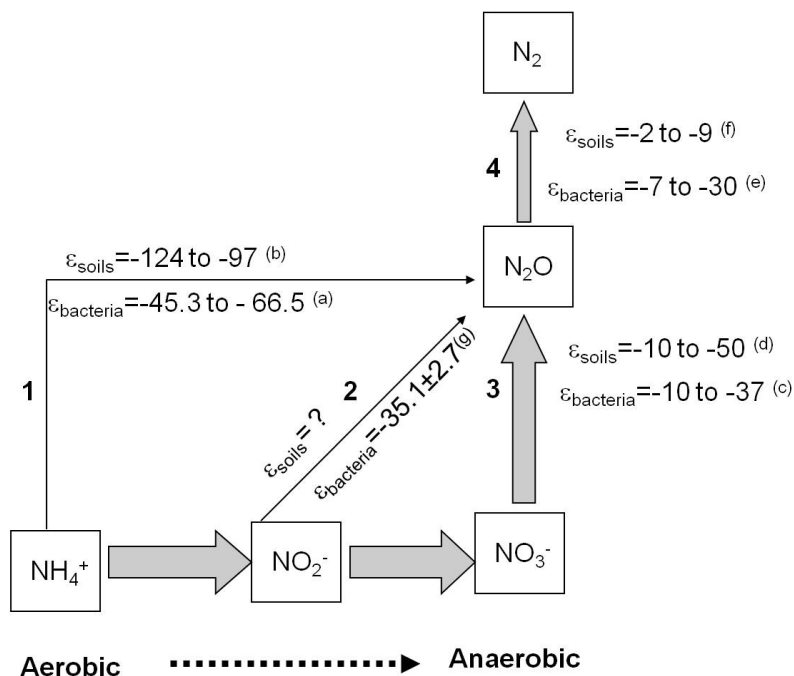 N₂
εsoils=-2 to -9 (f)
4
εbacteria=-7 to -30 (e)
εsoils=-124 to -97 (b)
N₂O
εbacteria=-45.3 to - 66.5 (a)
εsoils=-10 to -50 (d)
1
2
3
εbacteria=-10 to -37 (c)
εsoils= ?
εbacteria=-35.1±2.7(g)
NH₄⁺
NO₂⁻
NO₃⁻
Aerobic
Anaerobic